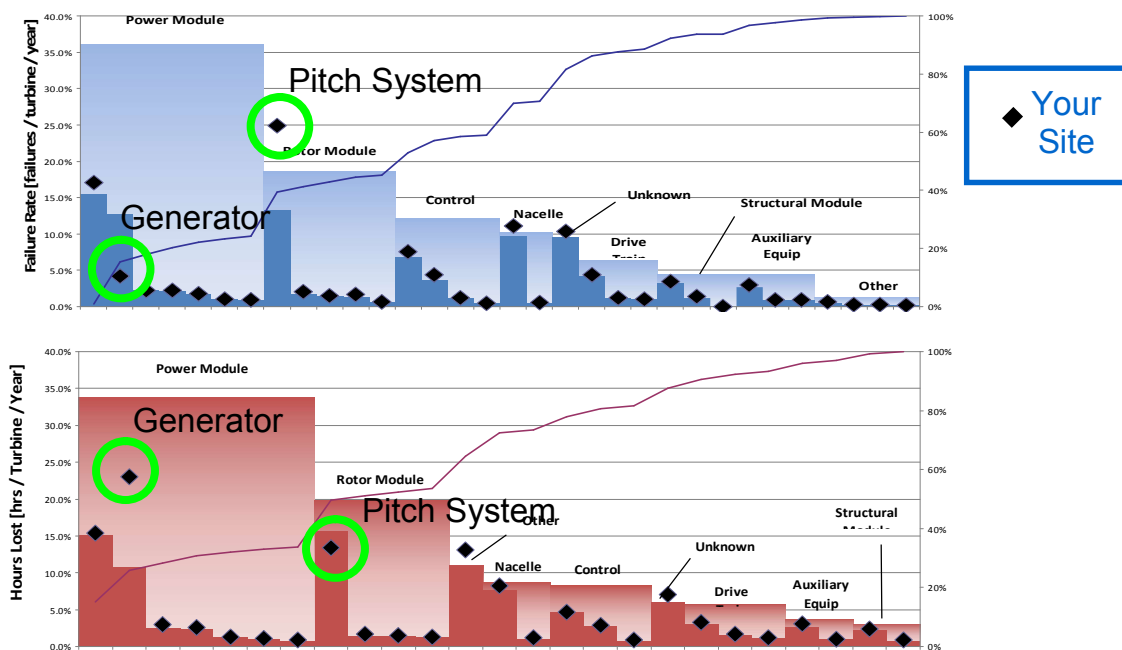 40.0%
35.0%
30.0%
25.0%
20.0%
15.0%
10.0%
5.0%
0.0%
Failure Rate [failures / turbine / year]
Power Module
Pitch System
Rotor Module
Generator
Control
Nacelle
Unknown
Drive
Structural Module
Auxiliary
Equip
Other
100%
80%
60%
40%
20%
0%
Your
Site
40.0%
35.0%
30.0%
25.0%
20.0%
15.0%
10.0%
5.0%
0.0%
Hours Lost [hrs / Turbine / Year]
Power Module
Generator
Rotor Module
Pitch System
Other
Nacelle
Control
Unknown
Drive
Auxiliary
Equip
Structural
100%
80%
60%
40%
20%
0%